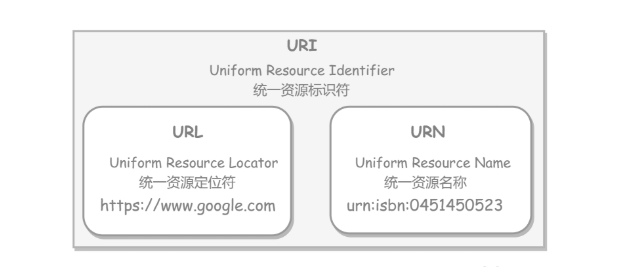 URI
Uniform Resource Identifier
统一资源标识符
URL
Uniform Resource Locator
统一资源定位符
https://www.google.com
URN
Uniform Resource Name
统一资源名称
urn:isbn:0451450523